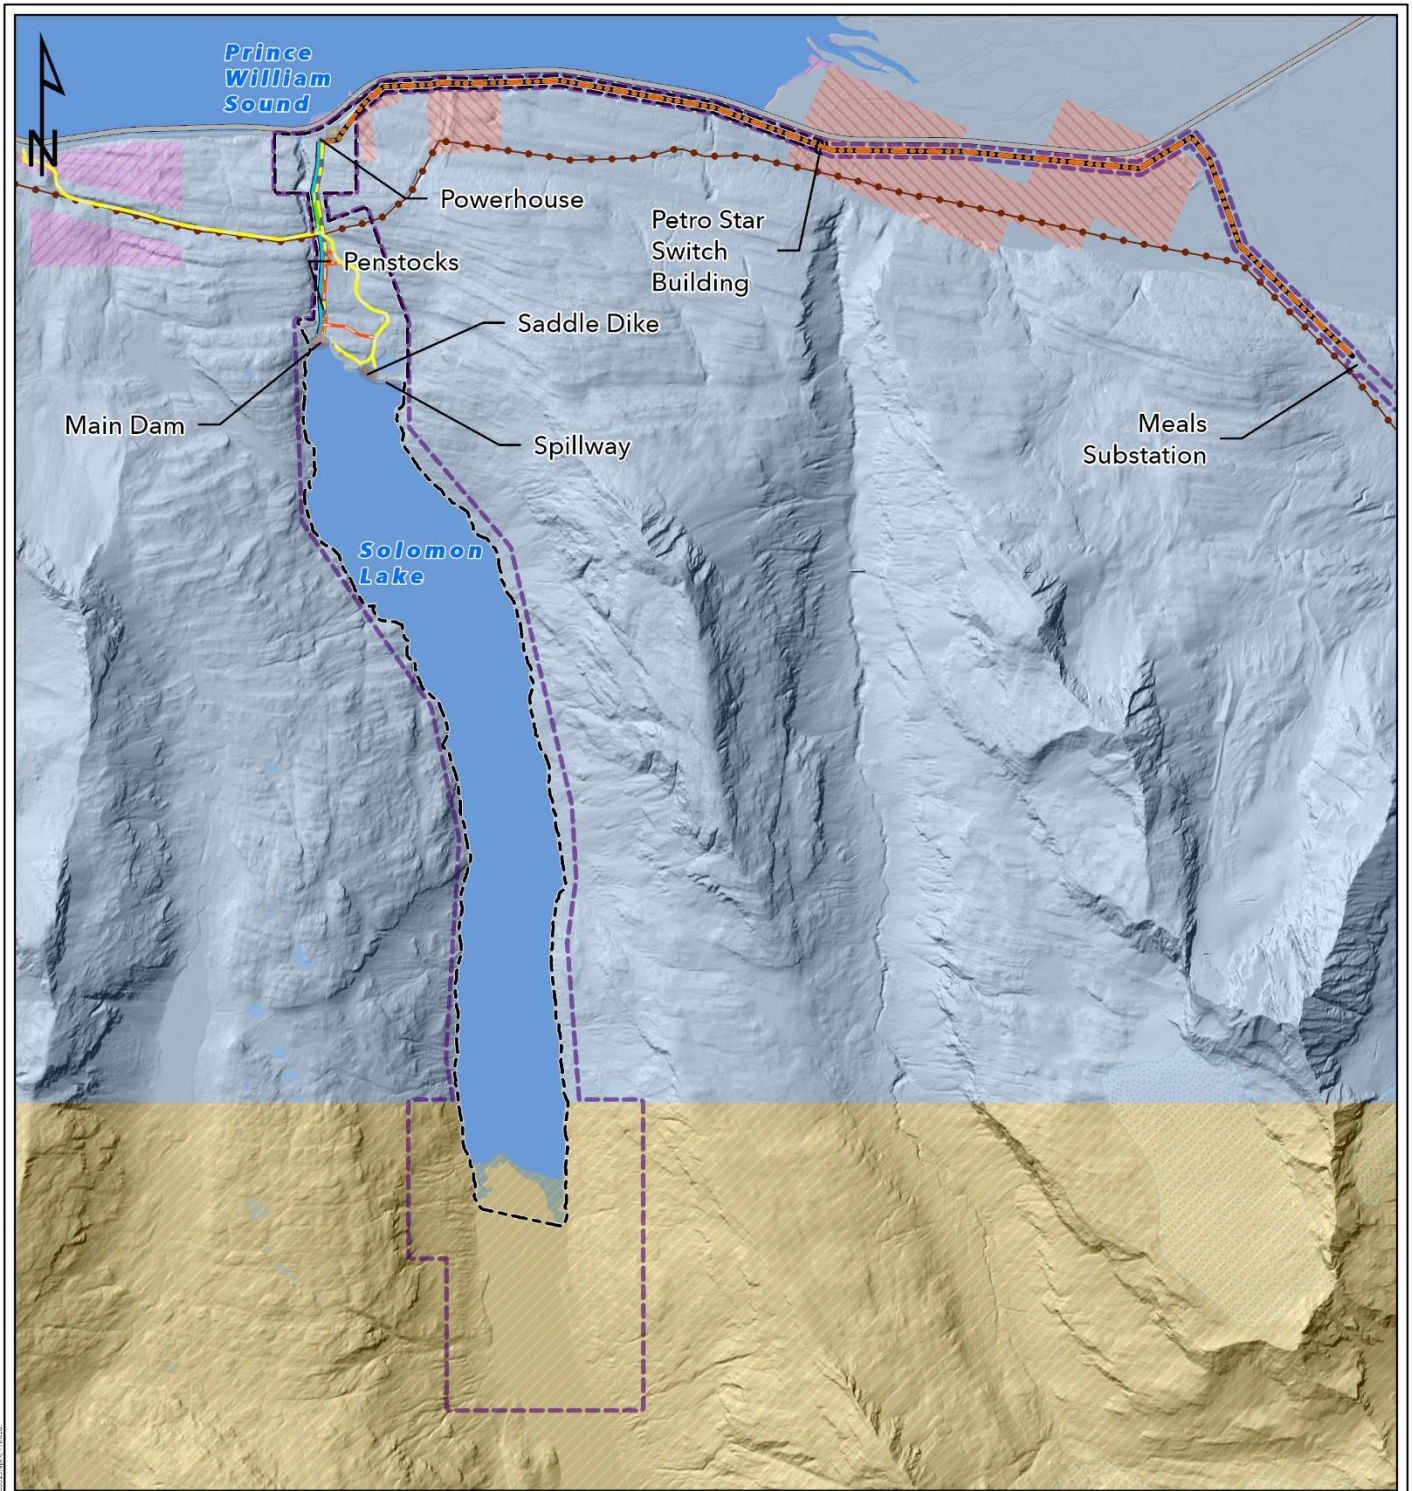 Prince
William
Sound
N
Powerhouse
Petro Star
Switch
Building
Penstocks
Saddle Dike
Main Dam
Spillway
Meals
Substation
Solomon
Lake